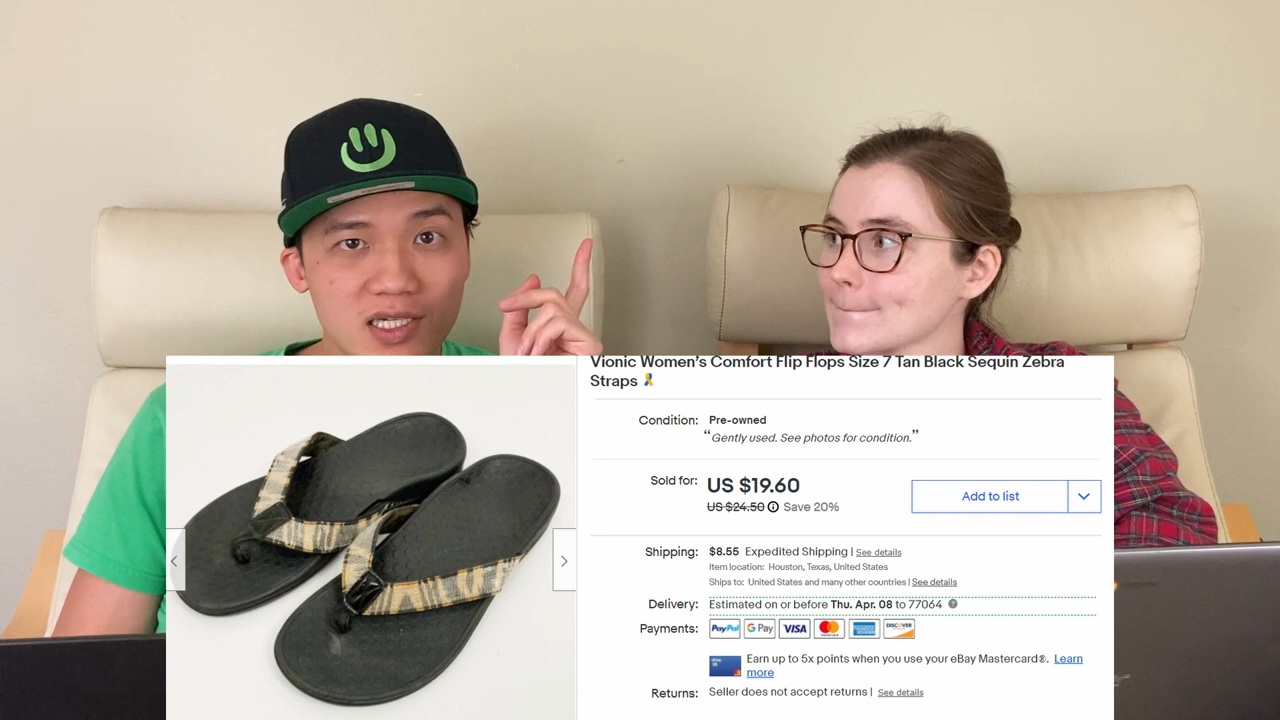 Vionic Women's Comfort Flip Flops Size 7 Tan Black Sequin Zebra
Straps
Condition: Pre-owned
“Gently used. See photos for condition.”
Sold for: US $19.60
US $24.50 Save 20%
Add to list
Shipping: $8.55 Expedited Shipping | See details
Item location: Houston, Texas, United States
Ships to: United States and many other countries | See details
Delivery: Estimated on or before Thu. Apr. 08 to 77064
Payments: PayPal G Pay VISA mastercard AMERICAN EXPRESS DISCOVER
Earn up to 5x points when you use your eBay Mastercard®. Learn
more
Returns: Seller does not accept returns | See details